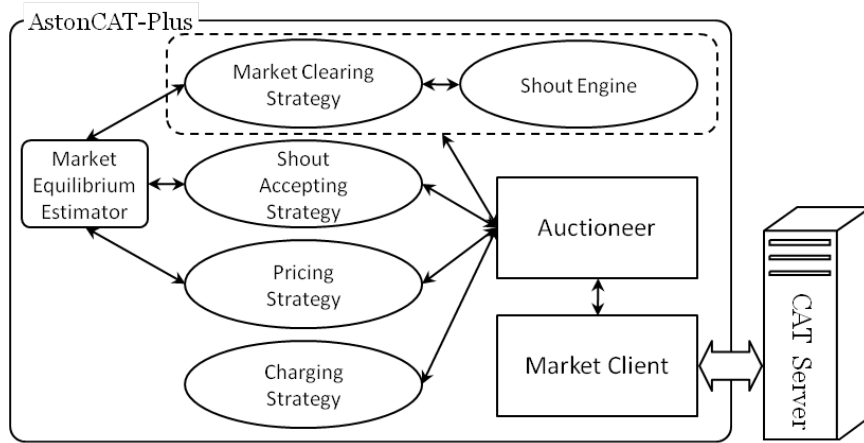 AstonCAT-Plus
Market Clearing
Strategy
Shout Engine
Market
Equilibrium
Estimator
Shout
Accepting
Strategy
Auctioneer
Pricing
Strategy
Charging
Strategy
Market Client
CAT Server